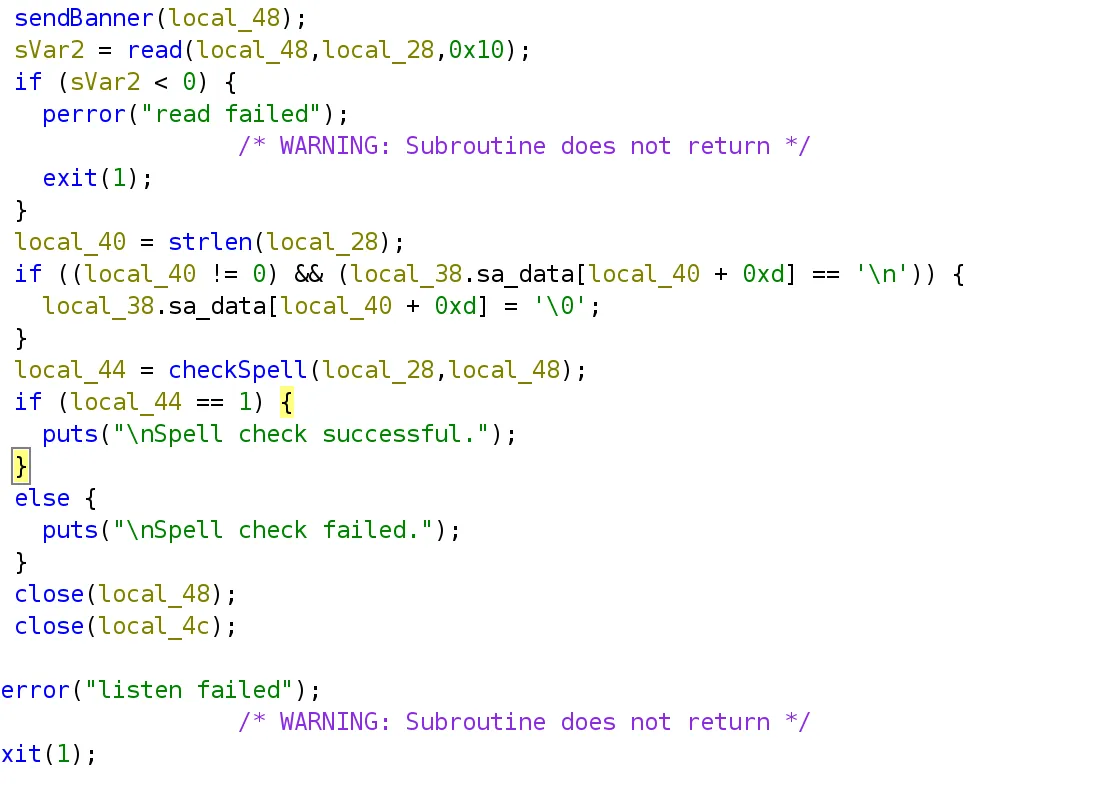 sendBanner(local_48);
sVar2 = read(local_48,local_28,0x10);
if (sVar2 < 0) {
perror("read failed");
/* WARNING: Subroutine does not return */
exit(1);
}
local_40 = strlen(local_28);
if ((local_40 != 0) && (local_38.sa_data[local_40 + 0xd] == '\n')) {
local_38.sa_data[local_40 + 0xd] = '\0';
}
local_44 = checkSpell(local_28,local_48);
if (local_44 == 1) {
puts("\nSpell check successful.");
}
else {
puts("\nSpell check failed.");
}
close(local_48);
close(local_4c);
error("listen failed");
/* WARNING: Subroutine does not return */
xit(1);